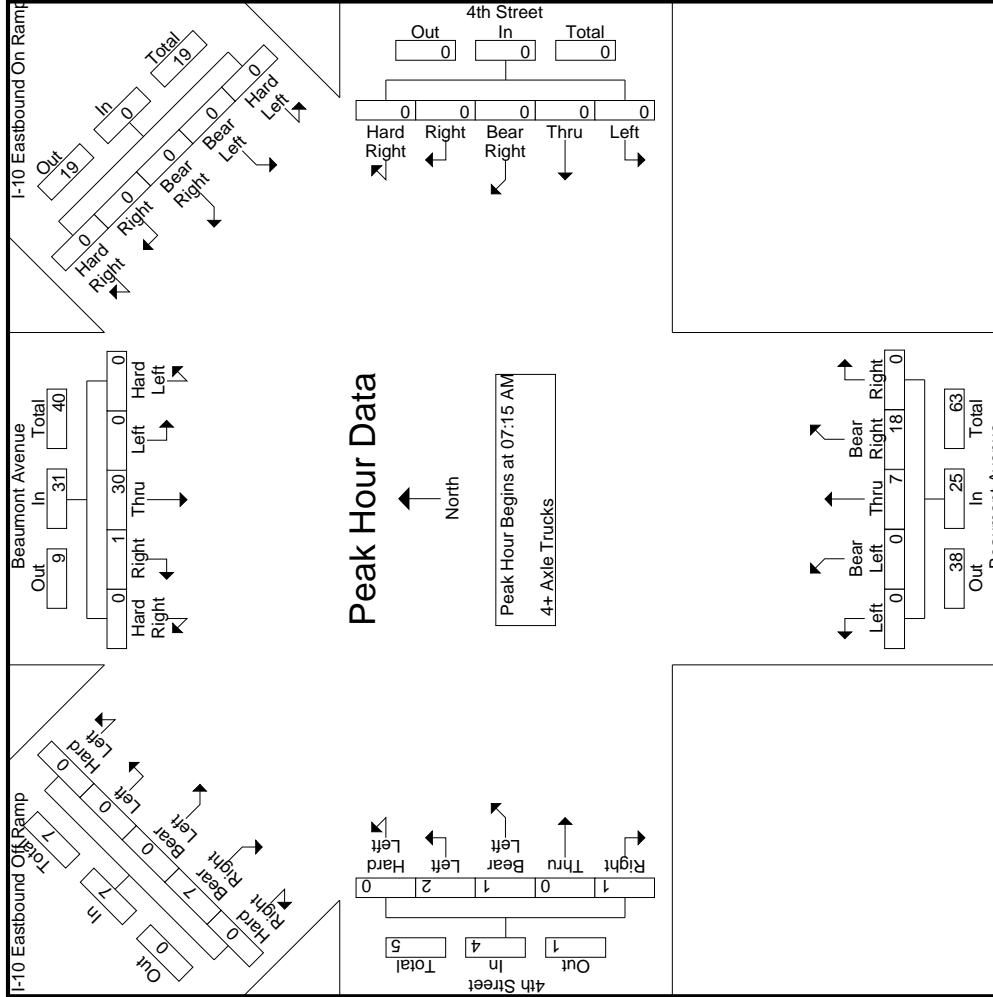 I-10 Eastbound On Ramp
Out
19
In
0
Total
19
0
0
0
0
0
Hard
Right
Right
Bear
Right
Bear
Left
Hard
Left
4th Street
Out
In
Total
0
0
0
0
0
0
0
0
Hard
Right
Right
Bear
Right
Thru
Left
Beaumont Avenue
Out
In
Total
9
31
40
0
1
30
0
0
Hard
Right
Right
Thru
Left
Hard
Left
Peak Hour Data
North
Peak Hour Begins at 07:15 AM
4+ Axle Trucks
Left
Bear
Left
Thru
Bear
Right
Right
0
0
7
18
0
38
25
63
Out
In
Total
I-10 Eastbound Off Ramp
Total
7
In
7
Out
0
0
0
0
7
0
Hard
Left
Left
Bear
Left
Bear
Right
Hard
Right
Hard
Left
Left
Bear
Left
Thru
Right
0
2
1
0
1
Total
5
In
4
Out
1
4th Street